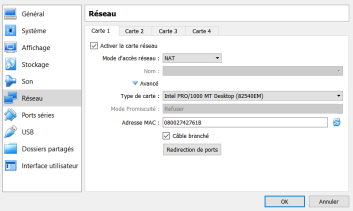 Général
Système
Affichage
Stockage
Son
Réseau
Ports séries
USB
Dossiers partagés
Interface utilisateur
Réseau
Carte 1 Carte 2 Carte 3 Carte 4
Activer la carte réseau
Mode d'accès réseau : NAT
Nom :
Avancé
Type de carte : Intel PRO/1000 MT Desktop (82540EM)
Mode Promiscuité : Refuser
Adresse MAC : 080027427618
Câble branché
Redirection de ports
OK Annuler